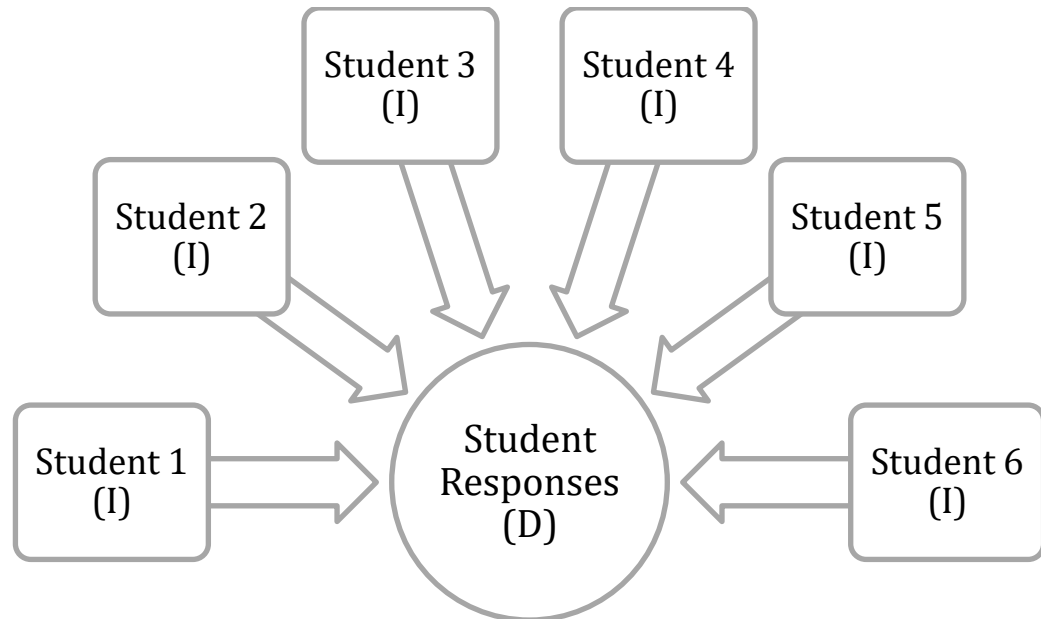 Student 1
(I)
Student 2
(I)
Student 3
(I)
Student 4
(I)
Student 5
(I)
Student 6
(I)
Student
Responses
(D)